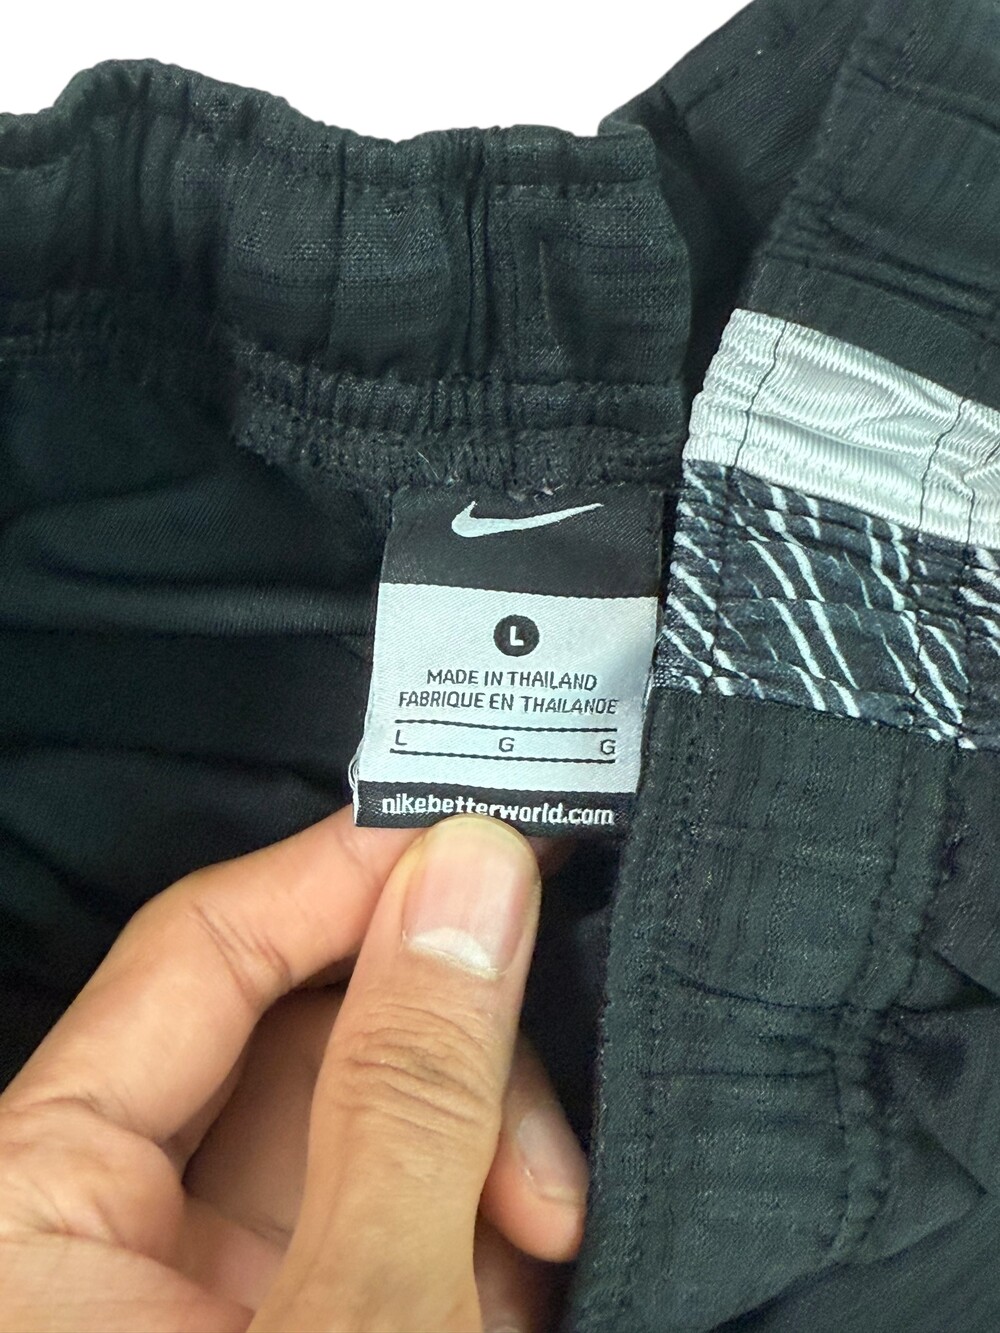 L
MADE IN THAILAND
FABRIQUE EN THAILANDE
L G G
nikebetterworld.com